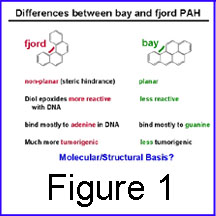 Differences between bay and fjord PAH
fjord bay
non-planar (steric hindrance) planar
Diol epoxides more reactive less reactive
with DNA
bind mostly to adenine in DNA bind mostly to guanine
Much more tumorigenic less tumorigenic
Molecular/Structural Basis?
Figure 1